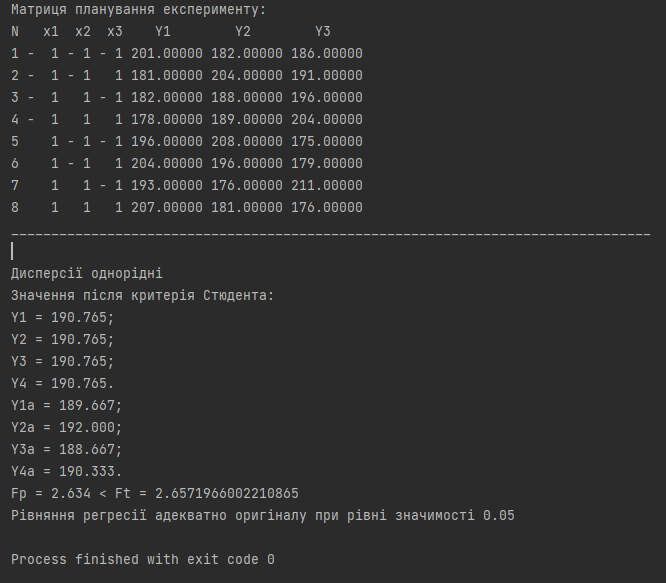 Матриця планування експерименту:
N   x1  x2  x3    Y1        Y2        Y3
1 -  1 - 1 - 1 201.00000 182.00000 186.00000
2 -  1 - 1   1 181.00000 204.00000 191.00000
3 -  1   1 - 1 182.00000 188.00000 196.00000
4 -  1   1   1 178.00000 189.00000 204.00000
5    1 - 1 - 1 196.00000 208.00000 175.00000
6    1 - 1   1 204.00000 196.00000 179.00000
7    1   1 - 1 193.00000 176.00000 211.00000
8    1   1   1 207.00000 181.00000 176.00000
--------------------------------------------------------------------------------
Дисперсії однорідні
Значення після критерія Стюдента:
Y1 = 190.765;
Y2 = 190.765;
Y3 = 190.765;
Y4 = 190.765.
Y1a = 189.667;
Y2a = 192.000;
Y3a = 188.667;
Y4a = 190.333.
Fp = 2.634 < Ft = 2.6571966002210865
Рівняння регресії адекватно оригіналу при рівні значимості 0.05
Process finished with exit code 0